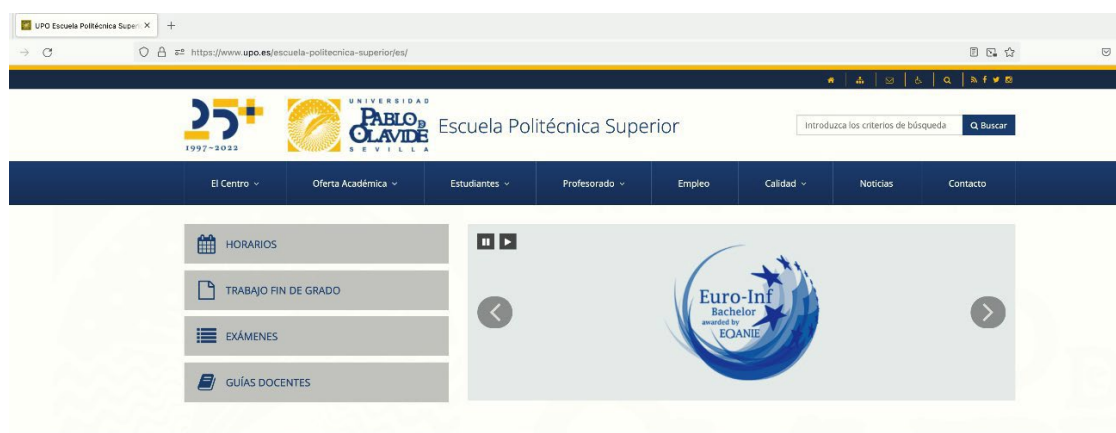 UPO Escuela Politécnica Superi
https://www.upo.es/escuela-politecnica-superior/es/
25+
1997-2022
UNIVERSIDAD
PABLO DE
OLAVIDE
SEVILLA
Escuela Politécnica Superior
Introduzca los criterios de búsqueda
Buscar
El Centro
Oferta Académica
Estudiantes
Profesorado
Empleo
Calidad
Noticias
Contacto
HORARIOS
TRABAJO FIN DE GRADO
EXÁMENES
GUÍAS DOCENTES
Euro-Inf
Bachelor
awarded by
EQANIE